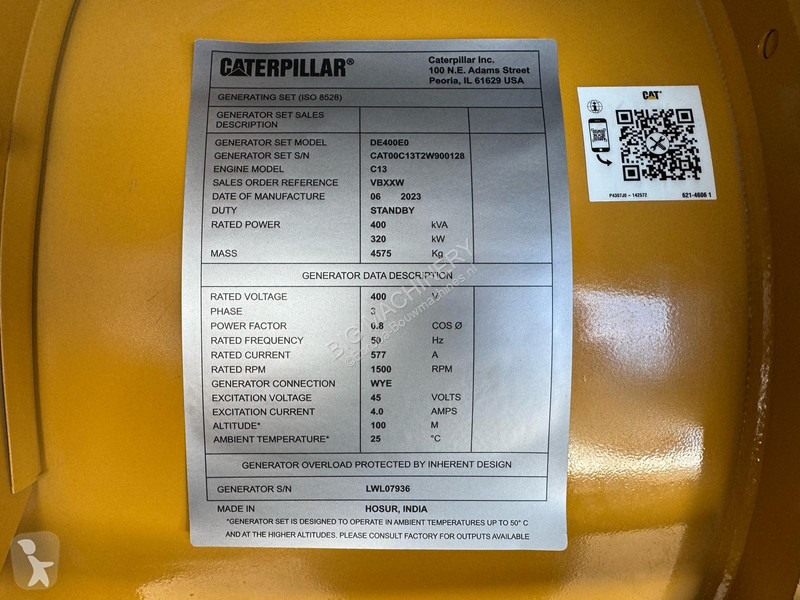 CATERPILLAR®
Caterpillar Inc.
100 N.E. Adams Street
Peoria, IL 61629 USA
GENERATING SET (ISO 8528)
GENERATOR SET SALES
DESCRIPTION
GENERATOR SET MODEL DE400E0
GENERATOR SET S/N CAT00C13T2W900128
ENGINE MODEL C13
SALES ORDER REFERENCE VBXXW
DATE OF MANUFACTURE 06 2023
DUTY STANDBY
RATED POWER 400 kVA
320 kW
MASS 4575 Kg
GENERATOR DATA DESCRIPTION
RATED VOLTAGE 400
PHASE 3
POWER FACTOR 0.8 COS Ø
RATED FREQUENCY 50 Hz
RATED CURRENT 577 A
RATED RPM 1500 RPM
GENERATOR CONNECTION WYE
EXCITATION VOLTAGE 45 VOLTS
EXCITATION CURRENT 4.0 AMPS
ALTITUDE* 100 M
AMBIENT TEMPERATURE* 25 °C
GENERATOR OVERLOAD PROTECTED BY INHERENT DESIGN
GENERATOR S/N LWL07936
MADE IN HOSUR, INDIA
*GENERATOR SET IS DESIGNED TO OPERATE IN AMBIENT TEMPERATURES UP TO 50° C
AND AT THE HIGHER ALTITUDES. PLEASE CONSULT FACTORY FOR OUTPUTS AVAILABLE
CAT
P4397J0 - 142572
621-4606 1
BIG MACHINERY